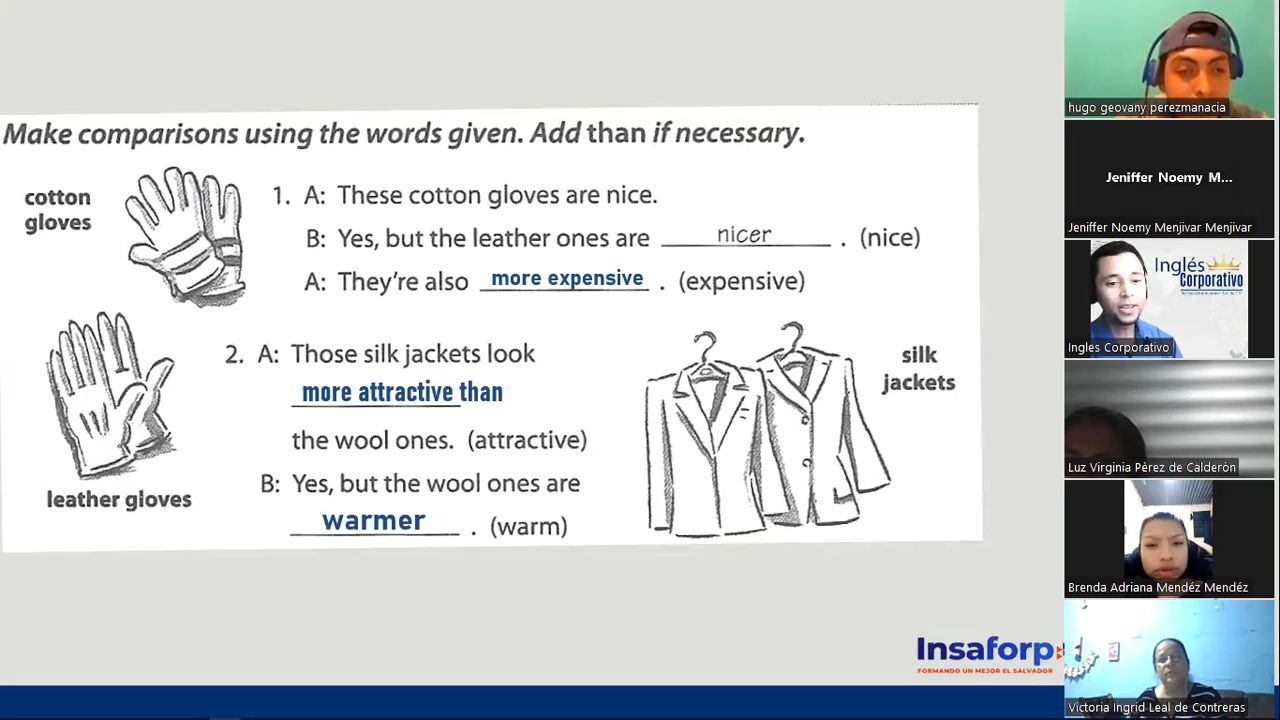 Make comparisons using the words given. Add than if necessary.
cotton
gloves
1. A: These cotton gloves are nice.
B: Yes, but the leather ones are nicer. (nice)
A: They're also more expensive. (expensive)
leather gloves
2. A: Those silk jackets look
more attractive than
the wool ones. (attractive)
B: Yes, but the wool ones are
warmer. (warm)
silk
jackets
Insaforp
FORMANDO UN MEJOR EL SALVADOR
hugo geovany perezmanacia
Jeniffer Noemy M...
Jeniffer Noemy Menjivar Menjivar
Inglés
Corporativo
Ingles Corporativo
Luz Virginia Pèrez de Calderòn
Brenda Adriana Mendéz Mendéz
Victoria Ingrid Leal de Contreras